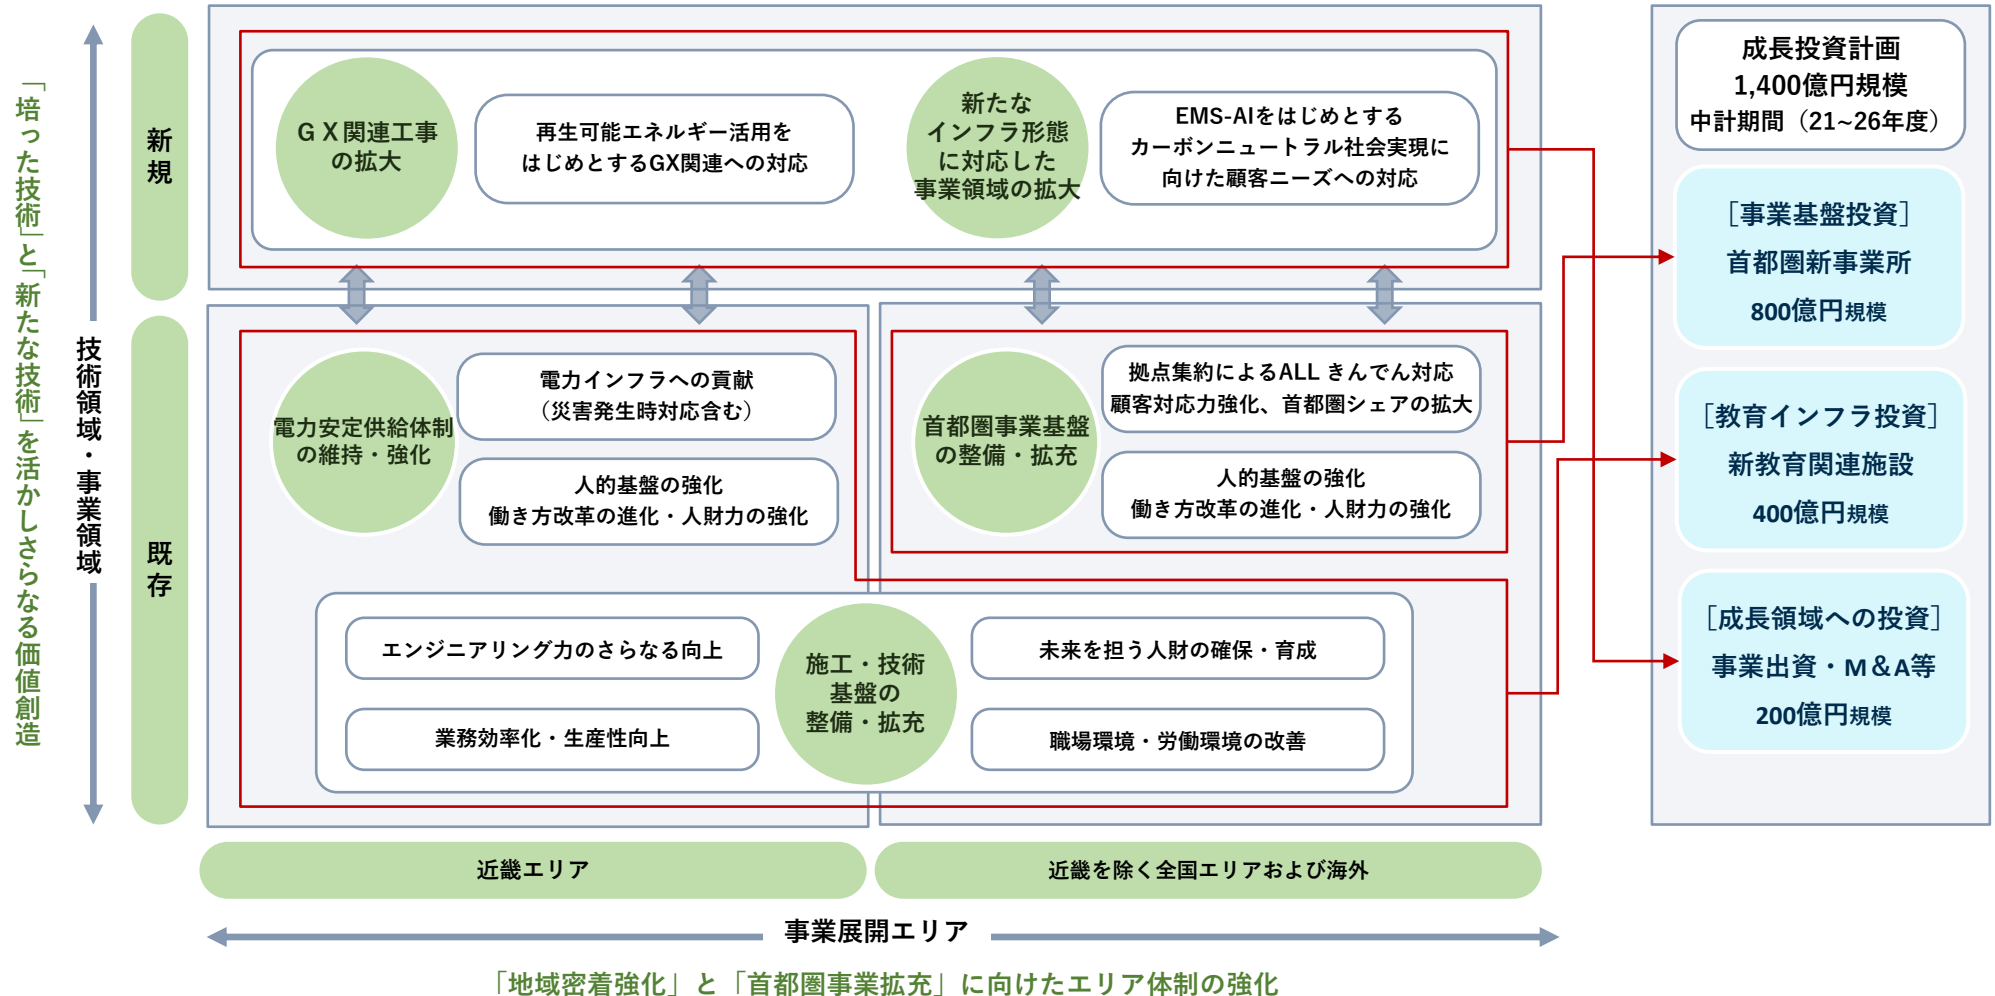 「培った技術」と「新たな技術」を活かしさらなる価値創造
技術領域・事業領域
新規
GX関連工事
の拡大
再生可能エネルギー活用を
はじめとするGX関連への対応
新たな
インフラ形態
に対応した
事業領域の拡大
EMS-AIをはじめとする
カーボンニュートラル社会実現に
向けた顧客ニーズへの対応
既存
電力安定供給体制
の維持・強化
電力インフラへの貢献
（災害発生時対応含む）
人的基盤の強化
働き方改革の進化・人財力の強化
首都圏事業基盤
の整備・拡充
拠点集約によるALL きんでん対応
顧客対応力強化、首都圏シェアの拡大
人的基盤の強化
働き方改革の進化・人財力の強化
エンジニアリング力のさらなる向上
業務効率化・生産性向上
施工・技術
基盤の
整備・拡充
未来を担う人財の確保・育成
職場環境・労働環境の改善
近畿エリア
近畿を除く全国エリアおよび海外
事業展開エリア
「地域密着強化」と「首都圏事業拡充」に向けたエリア体制の強化
成長投資計画
1,400億円規模
中計期間（21~26年度）
［事業基盤投資］
首都圏新事業所
800億円規模
［教育インフラ投資］
新教育関連施設
400億円規模
［成長領域への投資］
事業出資・M＆A等
200億円規模